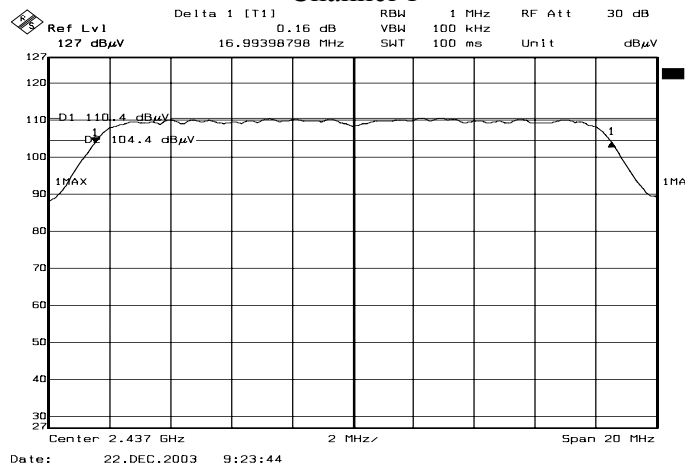 Delta 1 [T1] RBW 1 MHz RF Att 30 dB
Ref Lvl 0.16 dB VBW 100 kHz
127 dBµV 16.99398798 MHz SWT 100 ms Unit dBµV
127
120
D1 110.4 dBµV
110
1 1
104.4 dBµV
100
1MAX 1MA
90
80
70
60
50
40
30
27
Center 2.437 GHz 2 MHz/ Span 20 MHz
Date: 22.DEC.2003 9:23:44